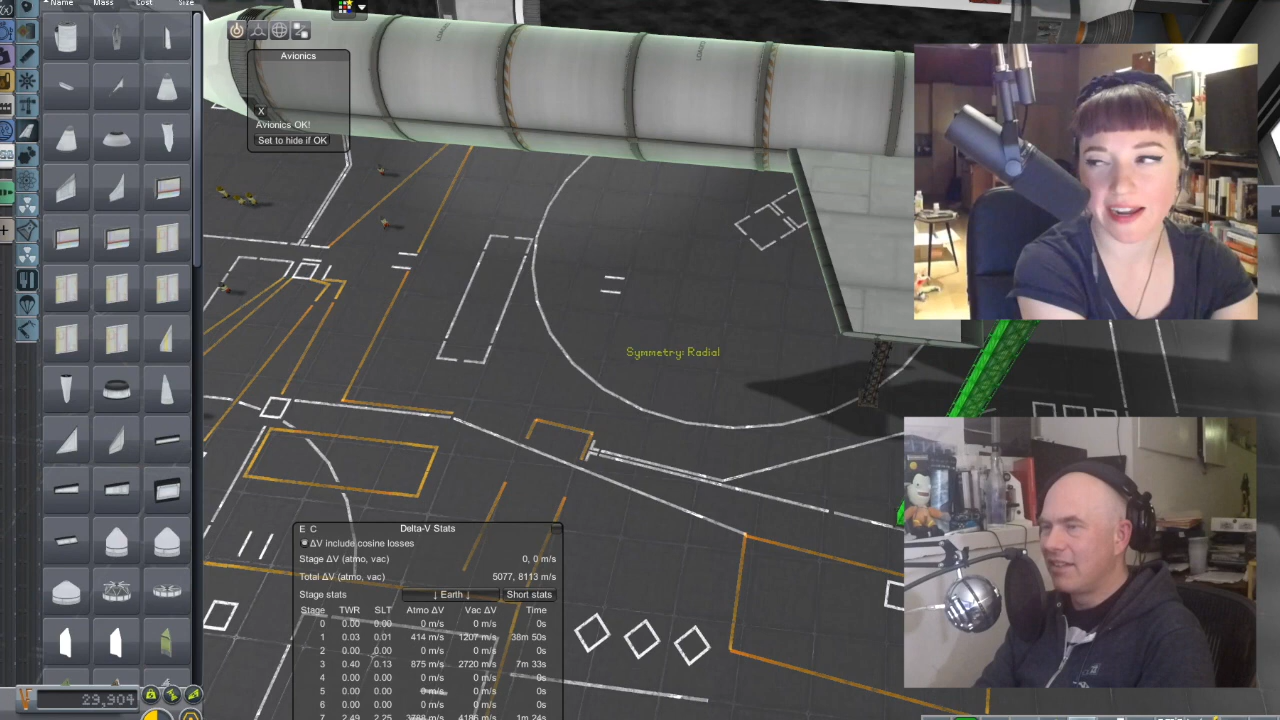 Name Mass Cost Size
Avionics
X
Avionics OK!
Set to hide if OK
Symmetry: Radial
E C Delta-V Stats
ΔV include cosine losses
Stage ΔV (atmo, vac) 0, 0 m/s
Total ΔV (atmo, vac) 5077, 8113 m/s
Stage stats ↓ Earth ↓ Short stats
Stage TWR SLT Atmo ΔV Vac ΔV Time
0 0.00 0.00 0 m/s 0 m/s 0s
1 0.03 0.01 414 m/s 1207 m/s 38m 50s
2 0.00 0.00 0 m/s 0 m/s 0s
3 0.40 0.13 875 m/s 2720 m/s 7m 33s
4 0.00 0.00 0 m/s 0 m/s 0s
5 0.00 0.00 0 m/s 0 m/s 0s
6 0.00 0.00 0 m/s 0 m/s 0s
7 2.49 2.25 3788 m/s 4186 m/s 1m 24s
29,904